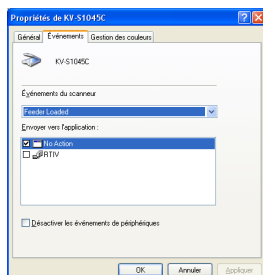 Propriétés de KV-S1045C
Général Événements Gestion des couleurs
KV-S1045C
Événements du scanneur
Feeder Loaded
Envoyer vers l'application :
No Action
RTIV
Désactiver les événements de périphériques
OK Annuler Appliquer